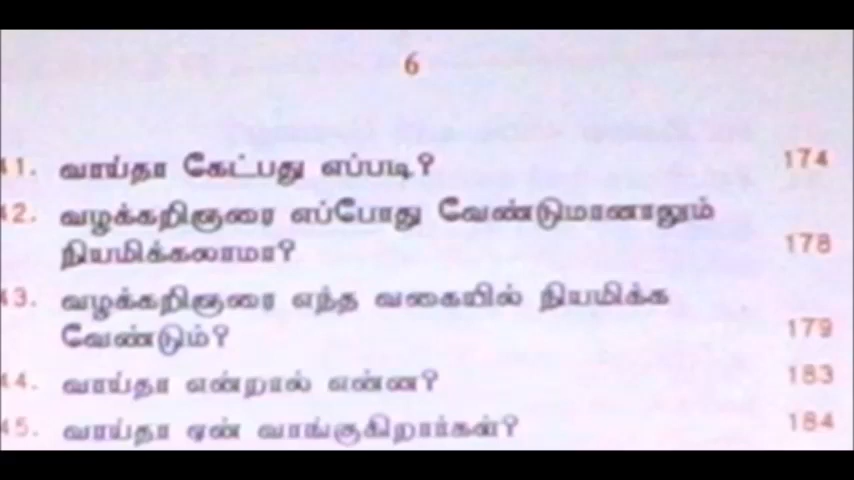 6
41. வாய்தா கேட்பது எப்படி? 174
42. வழக்கறிஞரை எப்போது வேண்டுமானாலும்
நியமிக்கலாமா? 178
43. வழக்கறிஞரை எந்த வகையில் நியமிக்க
வேண்டும்? 179
44. வாய்தா என்றால் என்ன? 183
45. வாய்தா ஏன் வாங்குகிறார்கள்? 184